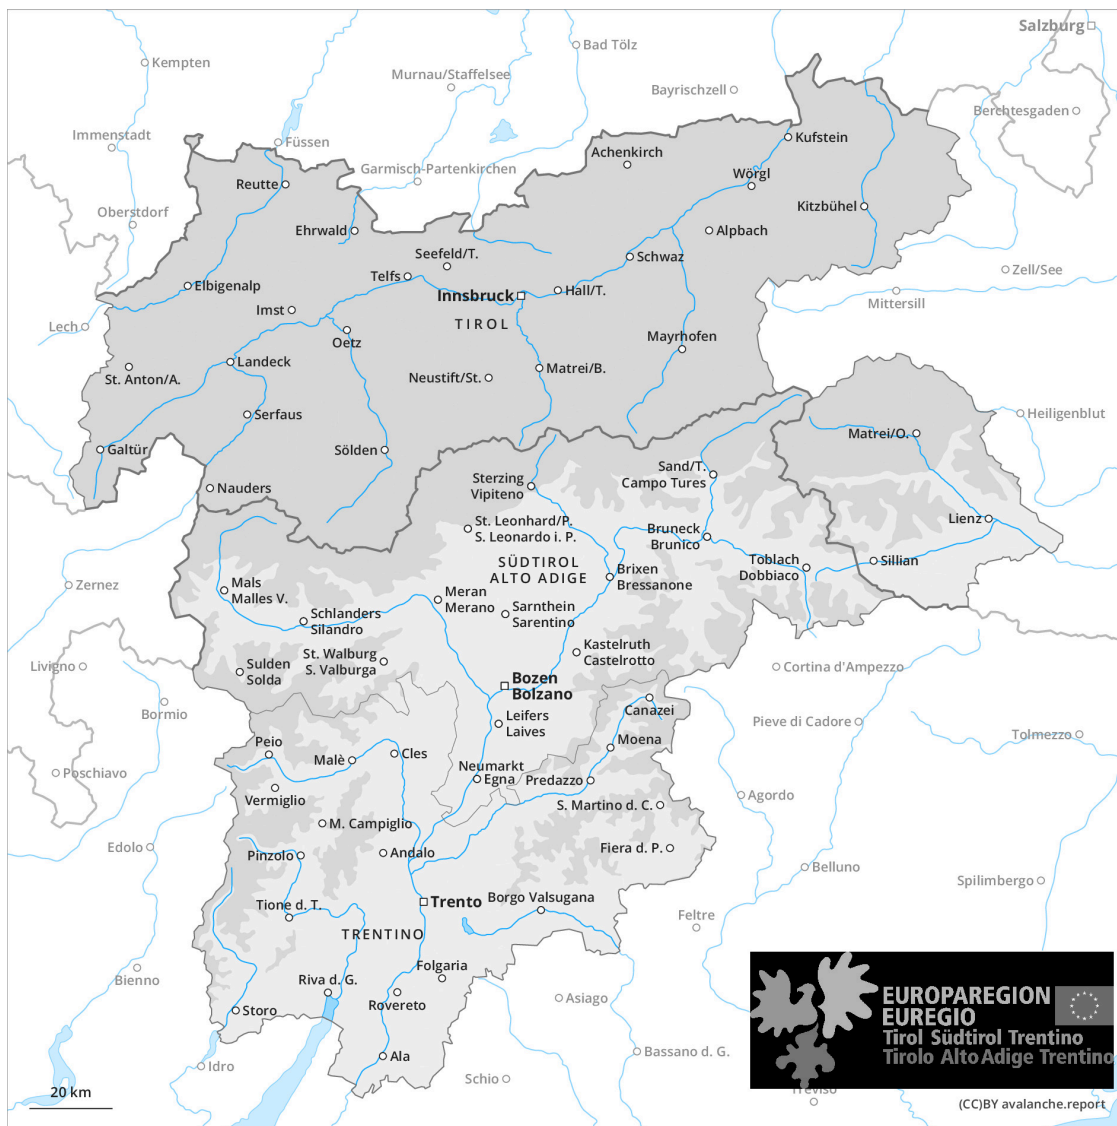 Salzburg
Bad Tölz
Kempten
Murnau/Staffelsee
Bayrischzell
Berchtesgaden
Immenstadt
Füssen
Kufstein
Achenkirch
Garmisch-Partenkirchen
Wörgl
Reutte
Oberstdorf
Kitzbühel
Ehrwald
Alpbach
Seefeld/T.
Schwaz
Zell/See
Telfs
Elbigenalp
Innsbruck
Hall/T.
Mittersill
Imst
TIROL
Lech
Oetz
Mayrhofen
Landeck
Matrei/B.
St. Anton/A.
Neustift/St.
Serfaus
Heiligenblut
Matrei/O.
Galtür
Sölden
Sand/T.
Campo Tures
Sterzing
Vipiteno
Nauders
St. Leonhard/P.
S. Leonardo i. P.
Lienz
Bruneck
Brunico
SÜDTIROL
ALTO ADIGE
Toblach
Dobbiaco
Sillian
Brixen
Bressanone
Zernez
Mals
Malles V.
Meran
Merano
Schlanders
Silandro
Sarnthein
Sarentino
Kastelruth
Castelrotto
St. Walburg
S. Valburga
Livigno
Sulden
Solda
Cortina d'Ampezzo
Bozen
Bolzano
Canazei
Bormio
Leifers
Laives
Pieve di Cadore
Tolmezzo
Moena
Peio
Cles
Malè
Poschiavo
Neumarkt
Egna
Predazzo
Vermiglio
Agordo
S. Martino d. C.
M. Campiglio
Edolo
Fiera d. P.
Pinzolo
Andalo
Belluno
Spilimbergo
Borgo Valsugana
Trento
Tione d. T.
Feltre
TRENTINO
Bienno
Folgaria
Riva d. G.
Rovereto
Asiago
EUROPAREGION
EUREGIO
Storo
Tirol Südtirol Trentino
Tirolo Alto Adige Trentino
Bassano d. G.
Ala
Idro
Schio
20 km
Treviso
(CC)BY avalanche.report